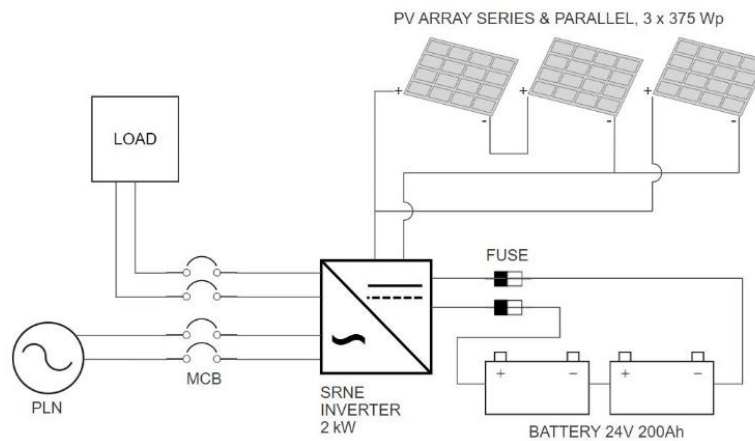 PV ARRAY SERIES & PARALLEL, 3 x 375 Wp
+
-
+
-
+
-
LOAD
FUSE
MCB
PLN
SRNE
INVERTER
2 kW
+
−
+
−
BATTERY 24V 200Ah